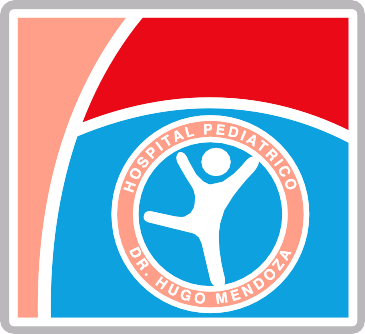 HOSPITAL PEDIATRICO
DR. HUGO MENDOZA